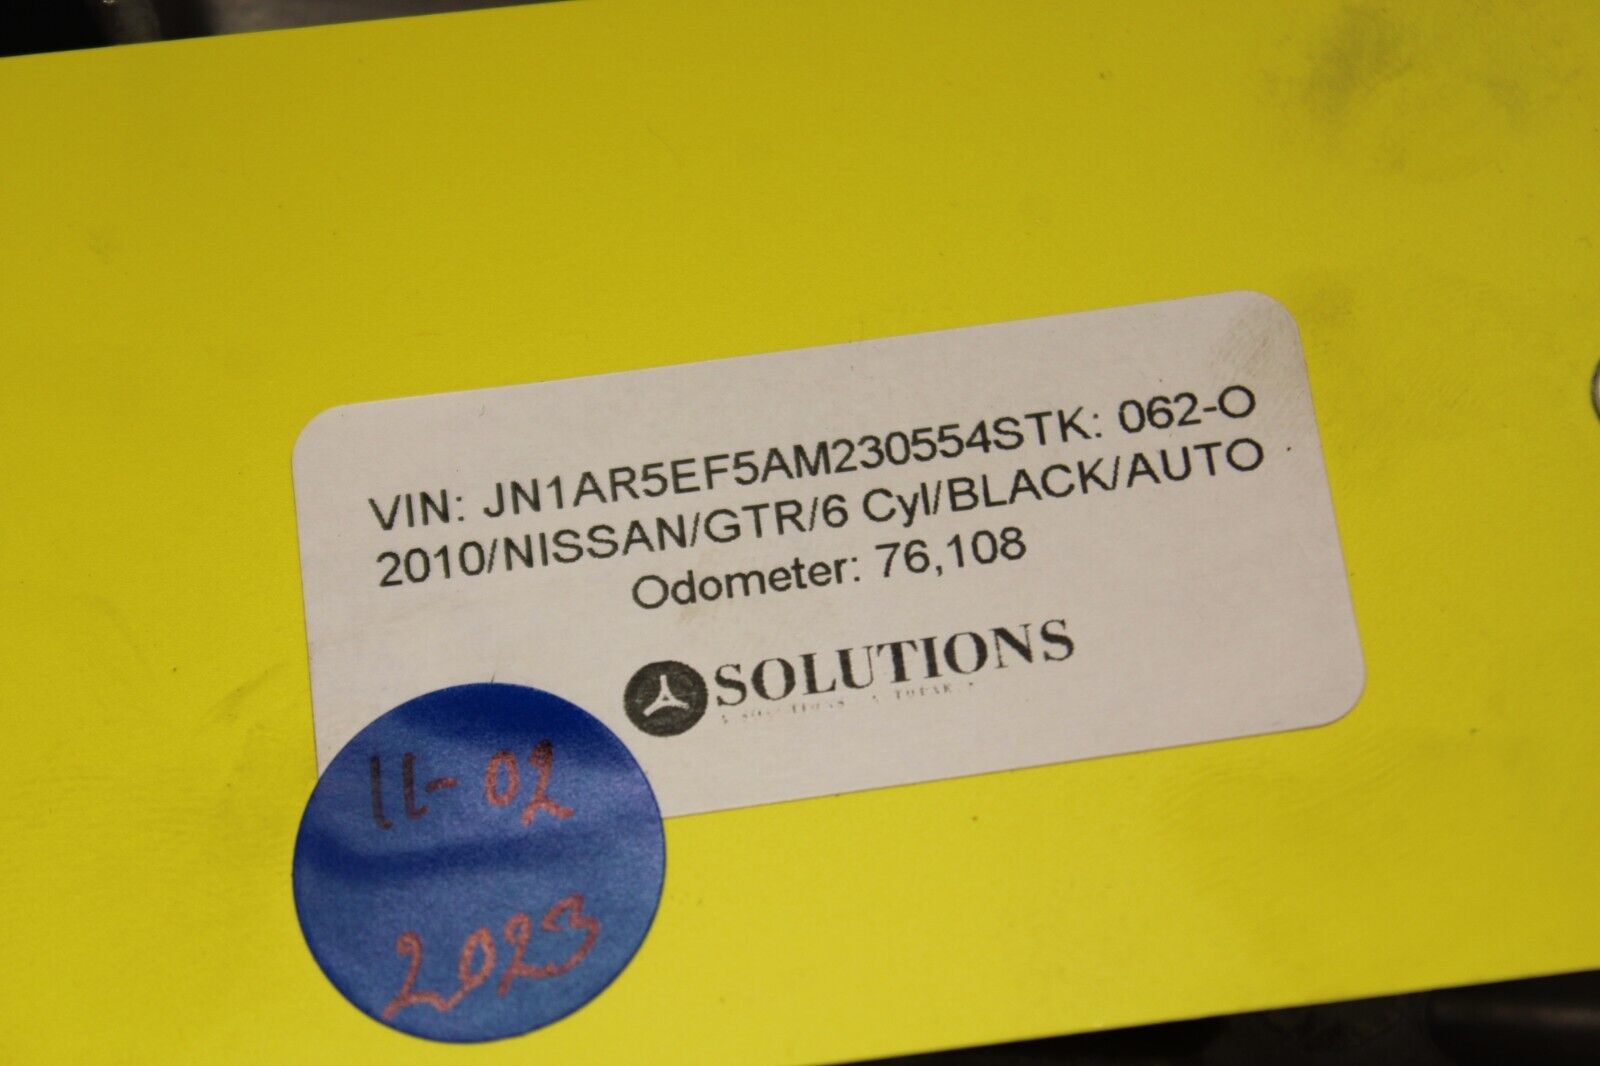 VIN: JN1AR5EF5AM230554STK: 062-O
2010/NISSAN/GTR/6 Cyl/BLACK/AUTO
Odometer: 76,108
SOLUTIONS
11-02
2023